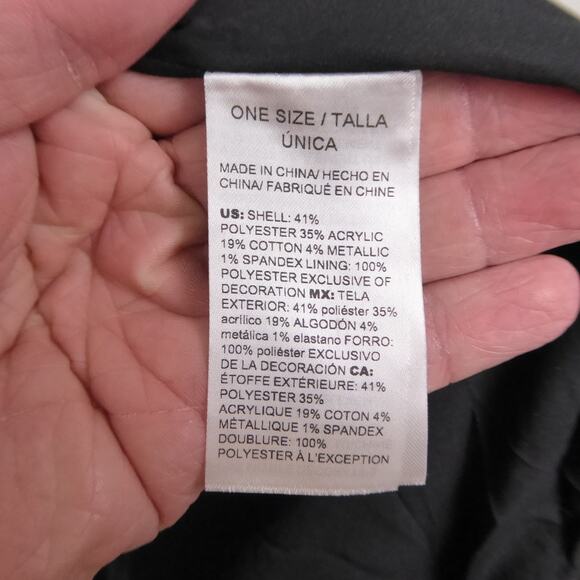 ONE SIZE / TALLA
ÚNICA
MADE IN CHINA/ HECHO EN
CHINA/ FABRIQUÉ EN CHINE
US: SHELL: 41%
POLYESTER 35% ACRYLIC
19% COTTON 4% METALLIC
1% SPANDEX LINING: 100%
POLYESTER EXCLUSIVE OF
DECORATION MX: TELA
EXTERIOR: 41% poliéster 35%
acrílico 19% ALGODÓN 4%
metálica 1% elastano FORRO:
100% poliéster EXCLUSIVO
DE LA DECORACIÓN CA:
ÉTOFFE EXTÉRIEURE: 41%
POLYESTER 35%
ACRYLIQUE 19% COTON 4%
MÉTALLIQUE 1% SPANDEX
DOUBLURE: 100%
POLYESTER À L'EXCEPTION